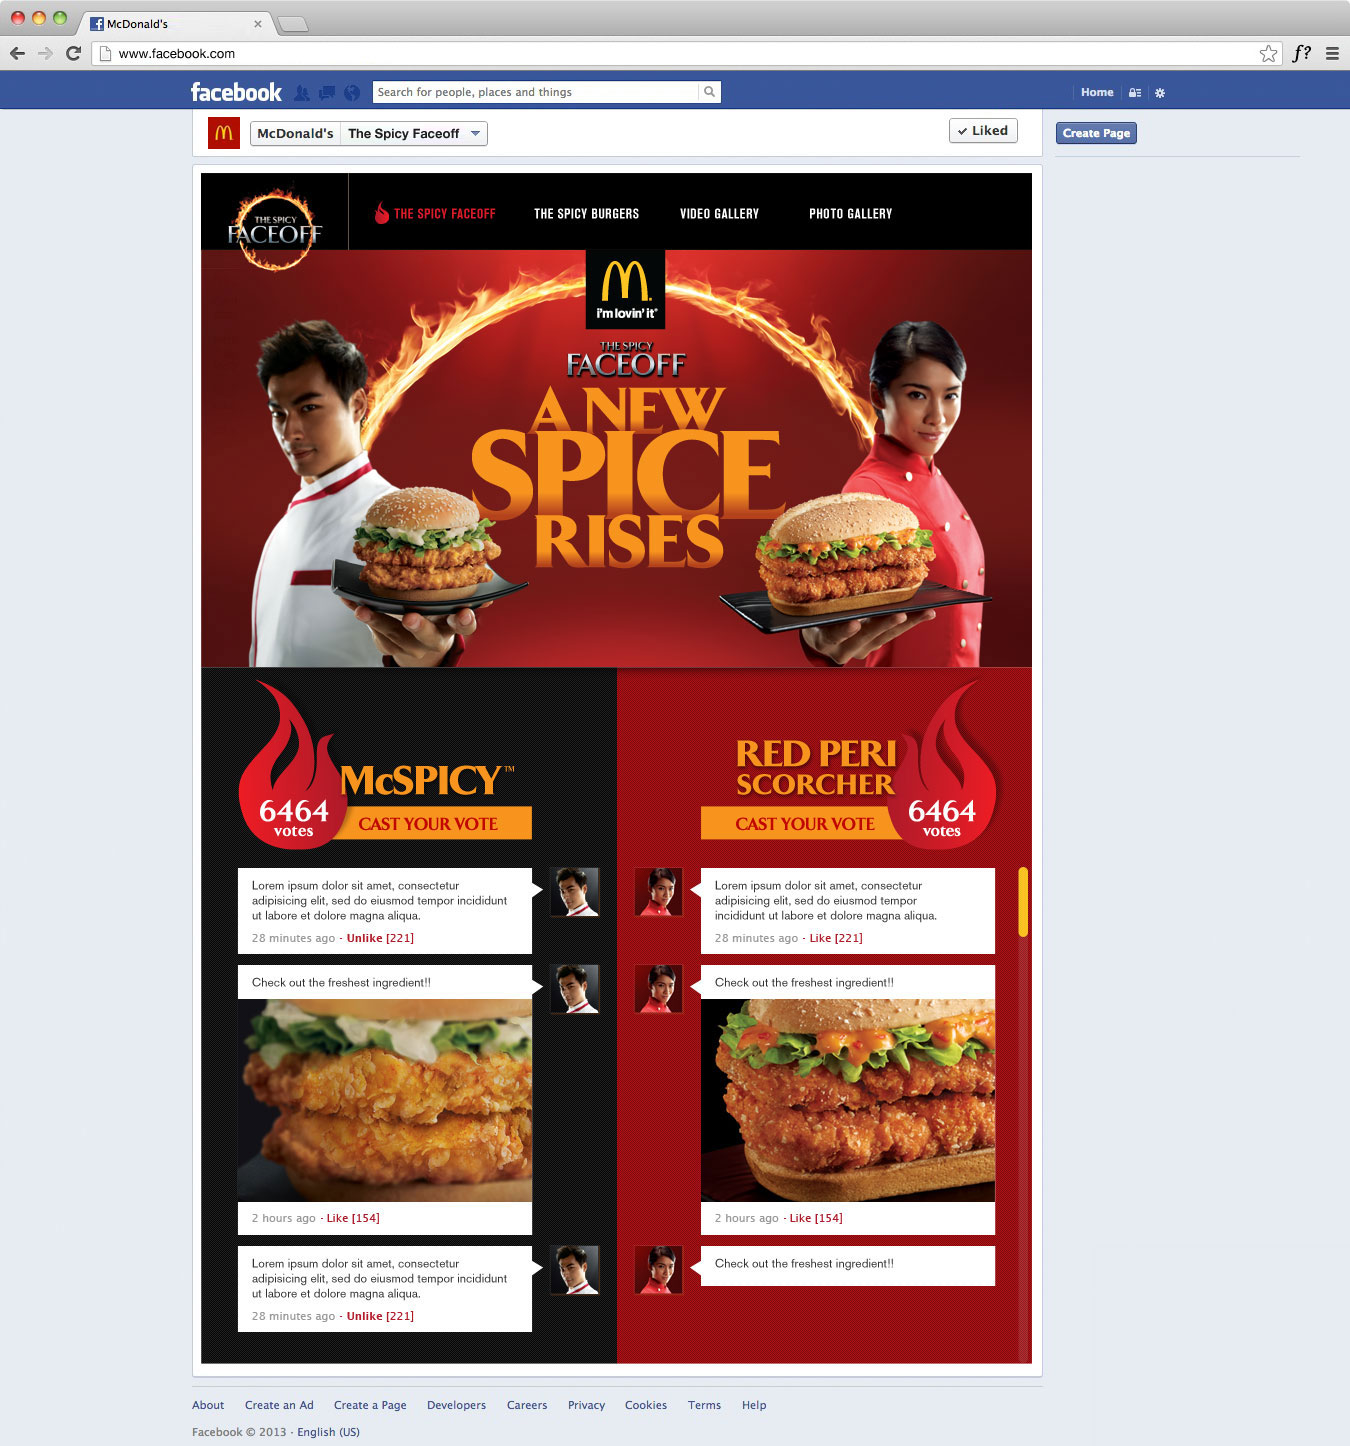 McDonald's
www.facebook.com
f?
facebook
Search for people, places and things
Home
McDonald's
The Spicy Faceoff
Liked
Create Page
THE SPICY
FACEOFF
THE SPICY FACEOFF
THE SPICY BURGERS
VIDEO GALLERY
PHOTO GALLERY
M
i'm lovin' it®
THE SPICY
FACEOFF
A NEW
SPICE
RISES
McSPICY™
6464
votes
CAST YOUR VOTE
RED PERI
SCORCHER
CAST YOUR VOTE
6464
votes
Lorem ipsum dolor sit amet, consectetur
adipisicing elit, sed do eiusmod tempor incididunt
ut labore et dolore magna aliqua.
28 minutes ago · Unlike [221]
Check out the freshest ingredient!!
2 hours ago · Like [154]
Lorem ipsum dolor sit amet, consectetur
adipisicing elit, sed do eiusmod tempor incididunt
ut labore et dolore magna aliqua.
28 minutes ago · Unlike [221]
Lorem ipsum dolor sit amet, consectetur
adipisicing elit, sed do eiusmod tempor
incididunt ut labore et dolore magna aliqua.
28 minutes ago · Like [221]
Check out the freshest ingredient!!
2 hours ago · Like [154]
Check out the freshest ingredient!!
About Create an Ad Create a Page Developers Careers Privacy Cookies Terms Help
Facebook © 2013 · English (US)